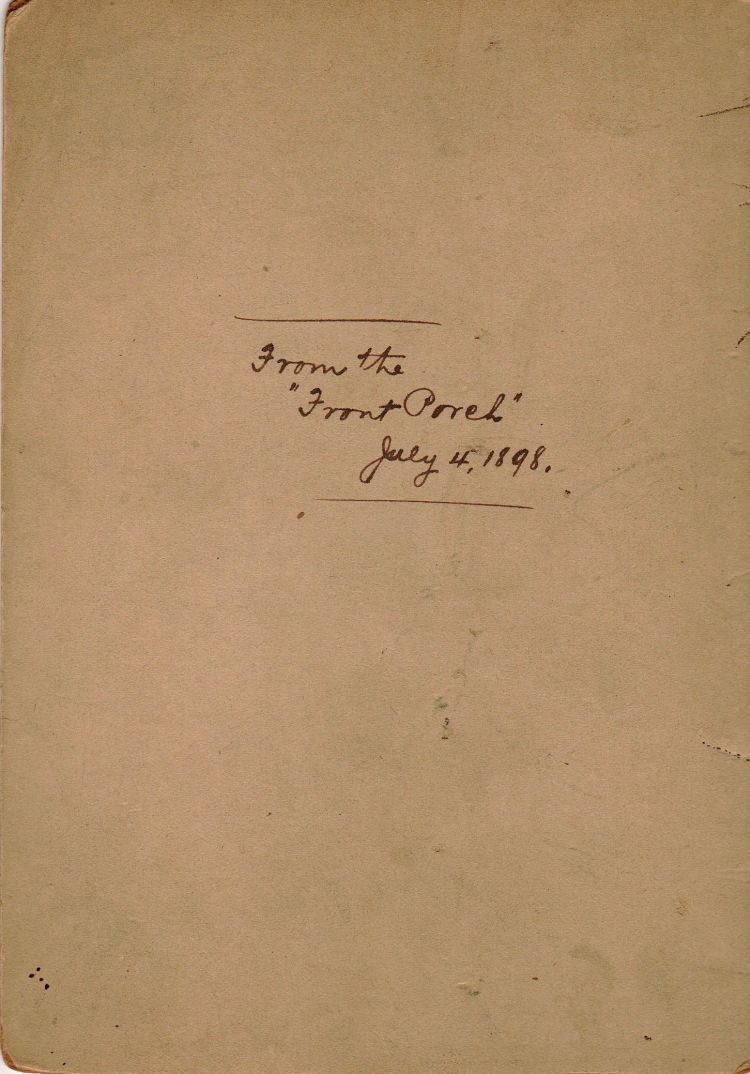 From the
"Front Porch"
July 4, 1898.